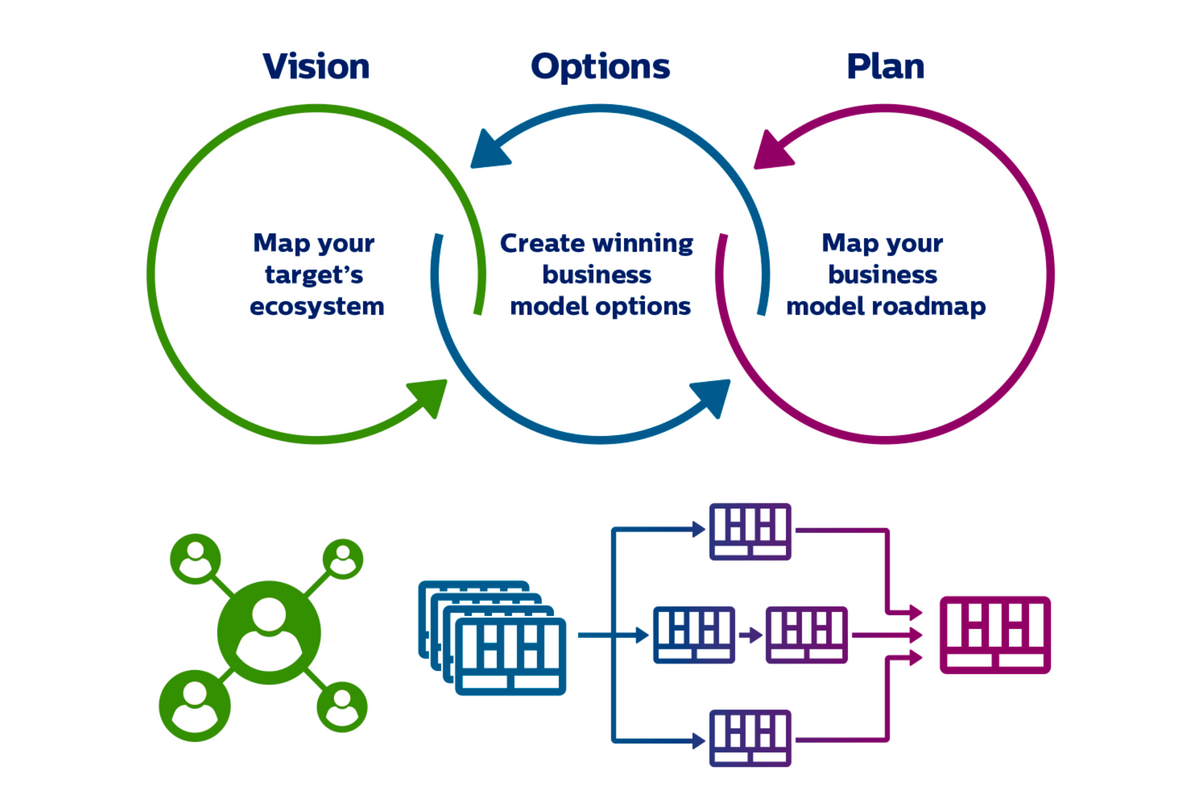 Vision
Options
Plan
Map your
target’s
ecosystem
Create winning
business
model options
Map your
business
model roadmap